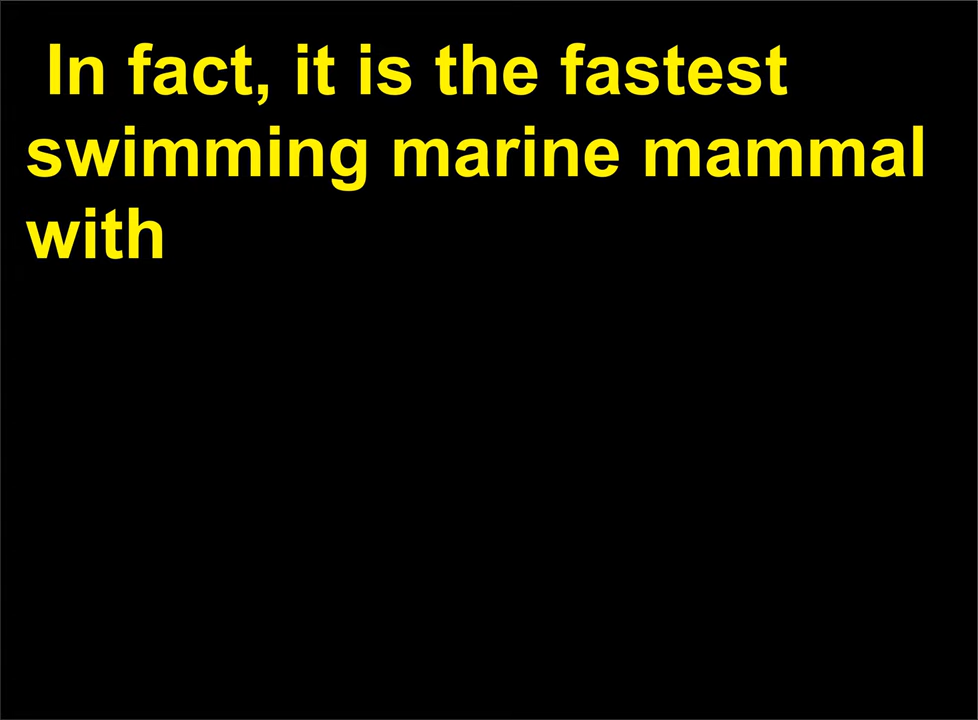 In fact, it is the fastest
swimming marine mammal
with